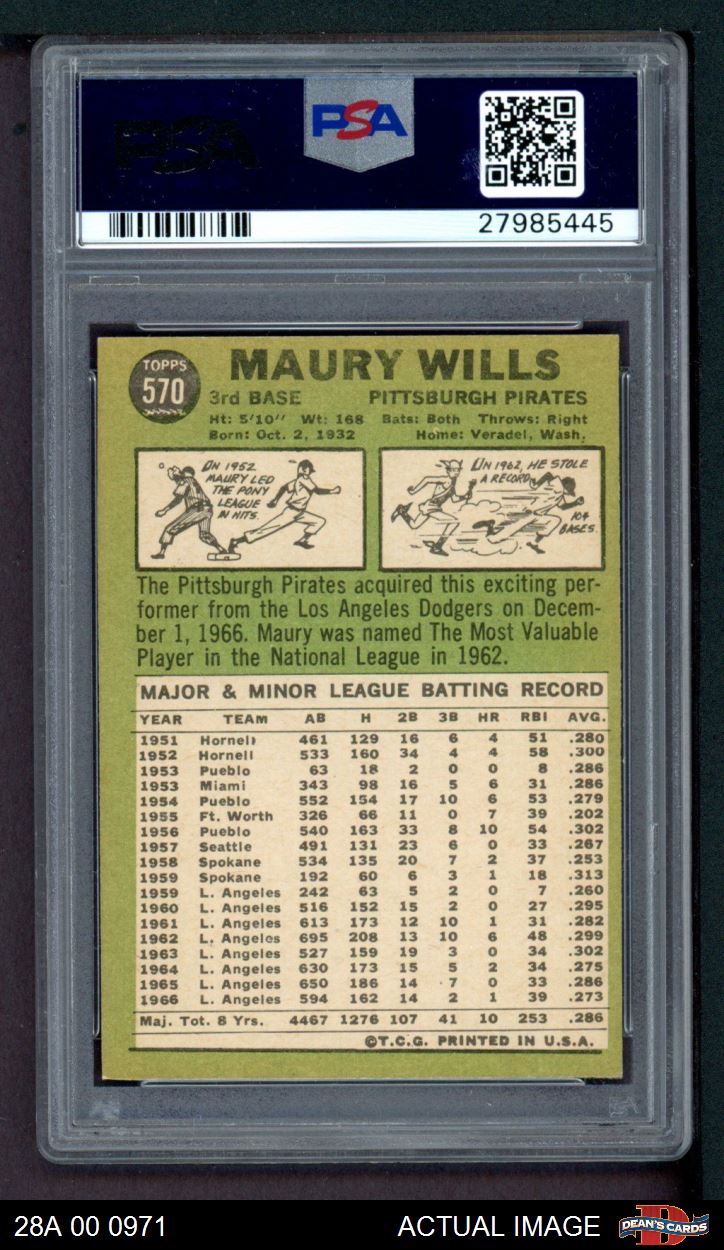 PSA
PSA
27985445
TOPPS
570
MAURY WILLS
3rd BASE PITTSBURGH PIRATES
Ht: 5'10" Wt: 168 Bats: Both Throws: Right
Born: Oct. 2, 1932 Home: Veradel, Wash.
ON 1952
MAURY LED
THE PONY
LEAGUE
IN HITS.
IN 1962, HE STOLE
A RECORD
104
BASES.
The Pittsburgh Pirates acquired this exciting per-
former from the Los Angeles Dodgers on Decem-
ber 1, 1966. Maury was named The Most Valuable
Player in the National League in 1962.
MAJOR & MINOR LEAGUE BATTING RECORD
YEAR TEAM AB H 2B 3B HR RBI AVG.
1951 Hornell 461 129 16 6 4 51 .280
1952 Hornell 533 160 34 4 4 58 .300
1953 Pueblo 63 18 2 0 0 8 .286
1953 Miami 343 98 16 5 6 31 .286
1954 Pueblo 552 154 17 10 6 53 .279
1955 Ft. Worth 326 66 11 0 7 39 .202
1956 Pueblo 540 163 33 8 10 54 .302
1957 Seattle 491 131 23 6 0 33 .267
1958 Spokane 534 135 20 7 2 37 .253
1959 Spokane 192 60 6 3 1 18 .313
1959 L. Angeles 242 63 5 2 0 7 .260
1960 L. Angeles 516 152 15 2 0 27 .295
1961 L. Angeles 613 173 12 10 1 31 .282
1962 L. Angeles 695 208 13 10 6 48 .299
1963 L. Angeles 527 159 19 3 0 34 .302
1964 L. Angeles 630 173 15 5 2 34 .275
1965 L. Angeles 650 186 14 7 0 33 .286
1966 L. Angeles 594 162 14 2 1 39 .273
Maj. Tot. 8 Yrs. 4467 1276 107 41 10 253 .286
©T.C.G. PRINTED IN U.S.A.
28A 00 0971 ACTUAL IMAGE DEAN'S CARDS